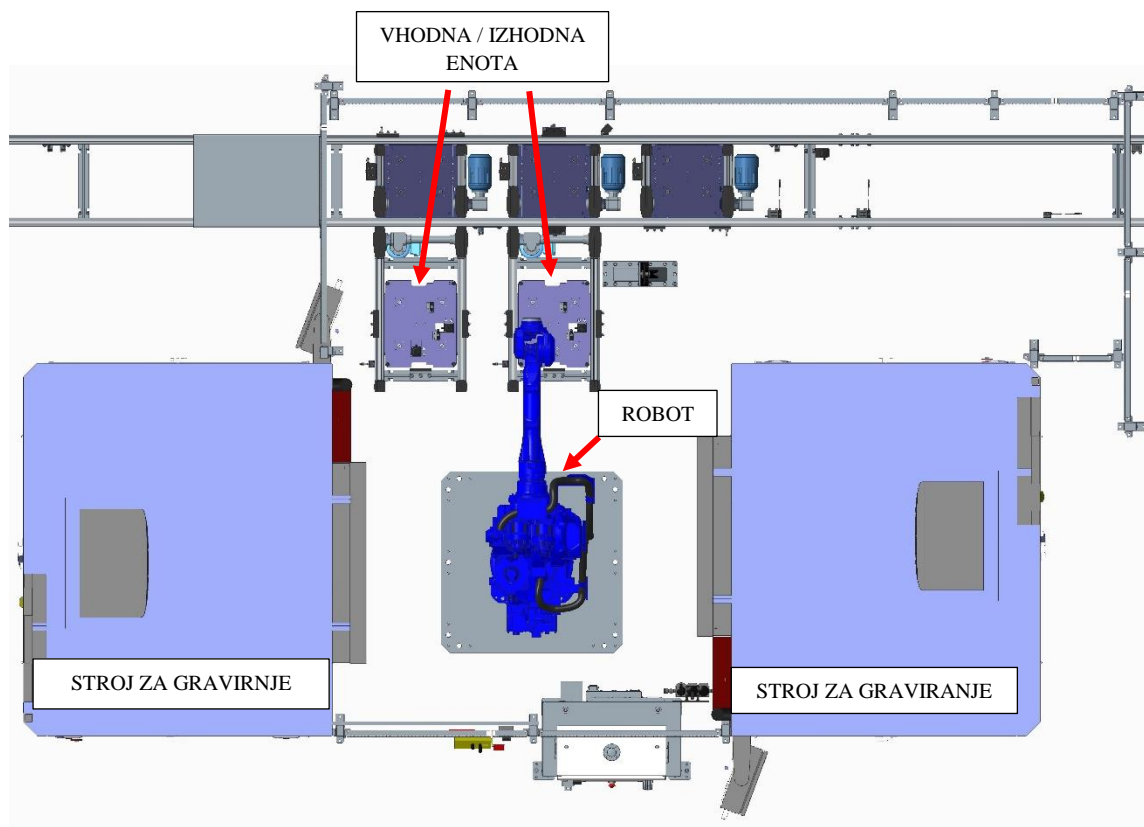 VHODNA / IZHODNA
ENOTA
ROBOT
STROJ ZA GRAVIRNJE
STROJ ZA GRAVIRANJE